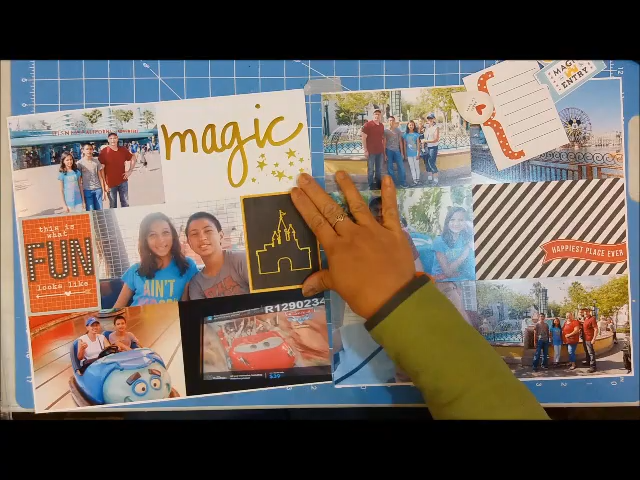 magic
MAGIC
ENTRY
this is
what
FUN
looks like
AIN'T
HAPPIEST PLACE EVER
R1290234